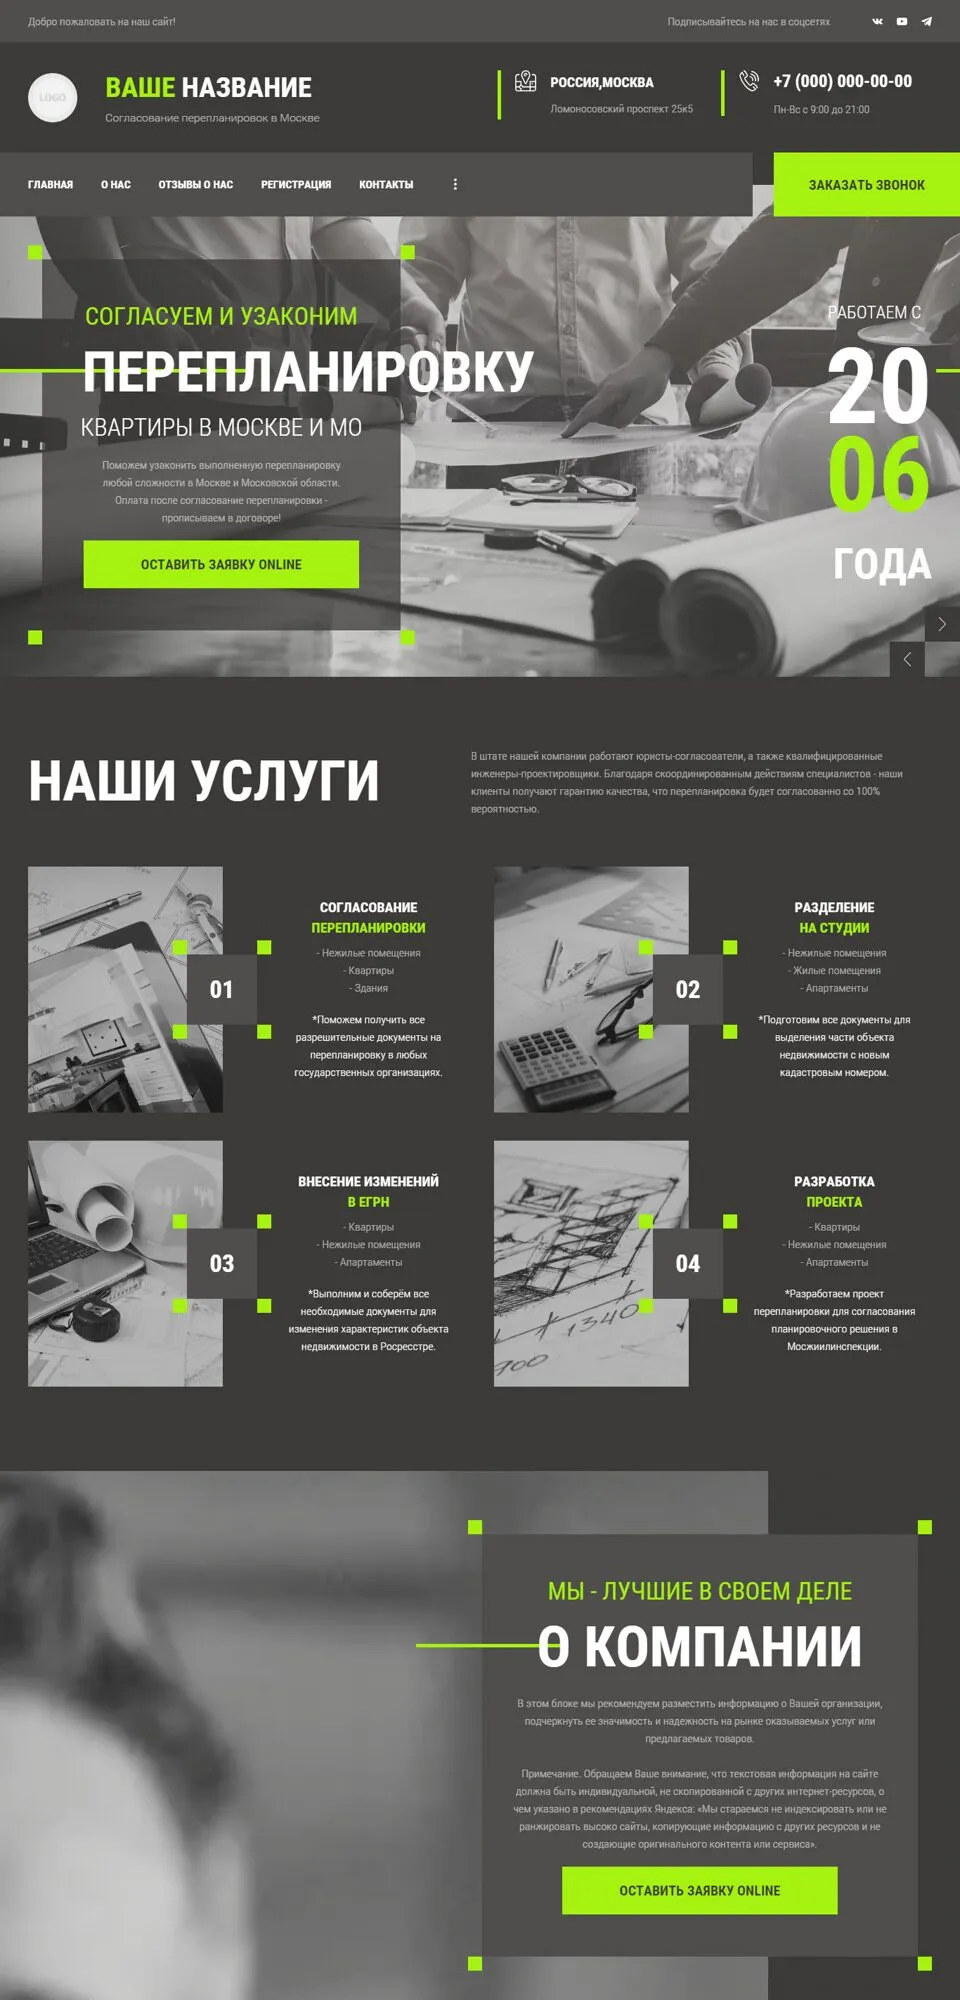 Добро пожаловать на наш сайт!
Подписывайтесь на нас в соцсетях
LOGO
ВАШЕ НАЗВАНИЕ
Согласование перепланировок в Москве
РОССИЯ,МОСКВА
Ломоносовский проспект 25к5
+7 (000) 000-00-00
Пн-Вс с 9:00 до 21:00
ГЛАВНАЯ О НАС ОТЗЫВЫ О НАС РЕГИСТРАЦИЯ КОНТАКТЫ
ЗАКАЗАТЬ ЗВОНОК
СОГЛАСУЕМ И УЗАКОНИМ
ПЕРЕПЛАНИРОВКУ
КВАРТИРЫ В МОСКВЕ И МО
Поможем узаконить выполненную перепланировку
любой сложности в Москве и Московской области.
Оплата после согласование перепланировки -
прописываем в договоре!
ОСТАВИТЬ ЗАЯВКУ ONLINE
РАБОТАЕМ С
20
06
ГОДА
НАШИ УСЛУГИ
В штате нашей компании работают юристы-согласователи, а также квалифицированные
инженеры-проектировщики. Благодаря скоординированным действиям специалистов - наши
клиенты получают гарантию качества, что перепланировка будет согласованно со 100%
вероятностью.
01
СОГЛАСОВАНИЕ
ПЕРЕПЛАНИРОВКИ
- Нежилые помещения
- Квартиры
- Здания
*Поможем получить все
разрешительные документы на
перепланировку в любых
государственных организациях.
02
РАЗДЕЛЕНИЕ
НА СТУДИИ
- Нежилые помещения
- Жилые помещения
- Апартаменты
*Подготовим все документы для
выделения части объекта
недвижимости с новым
кадастровым номером.
03
ВНЕСЕНИЕ ИЗМЕНЕНИЙ
В ЕГРН
- Квартиры
- Нежилые помещения
- Апартаменты
*Выполним и соберём все
необходимые документы для
изменения характеристик объекта
недвижимости в Росресстре.
1340
900
04
РАЗРАБОТКА
ПРОЕКТА
- Квартиры
- Нежилые помещения
- Апартаменты
*Разработаем проект
перепланировки для согласования
планировочного решения в
Мосжиилинспекции.
МЫ - ЛУЧШИЕ В СВОЕМ ДЕЛЕ
О КОМПАНИИ
В этом блоке мы рекомендуем разместить информацию о Вашей организации,
подчеркнуть ее значимость и надежность на рынке оказываемых услуг или
предлагаемых товаров.
Примечание. Обращаем Ваше внимание, что текстовая информация на сайте
должна быть индивидуальной, не скопированной с других интернет-ресурсов, о
чем указано в рекомендациях Яндекса: «Мы стараемся не индексировать или не
ранжировать высоко сайты, копирующие информацию с других ресурсов и не
создающие оригинального контента или сервиса».
ОСТАВИТЬ ЗАЯВКУ ONLINE